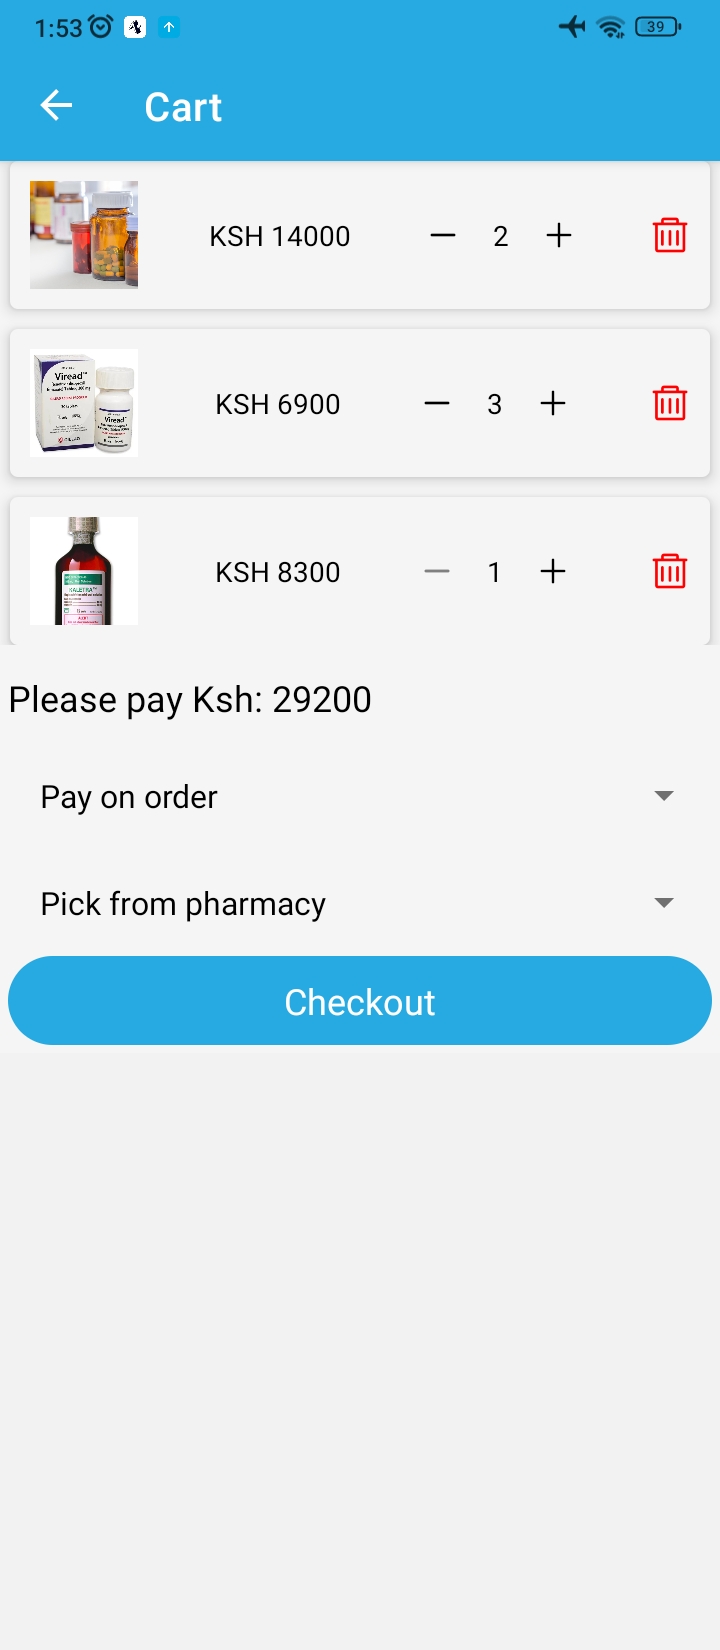 1:53
39
Cart
KSH 14000
2
Viread
KSH 6900
3
Viread
KALETRA
KSH 8300
1
Please pay Ksh: 29200
Pay on order
Pick from pharmacy
Checkout